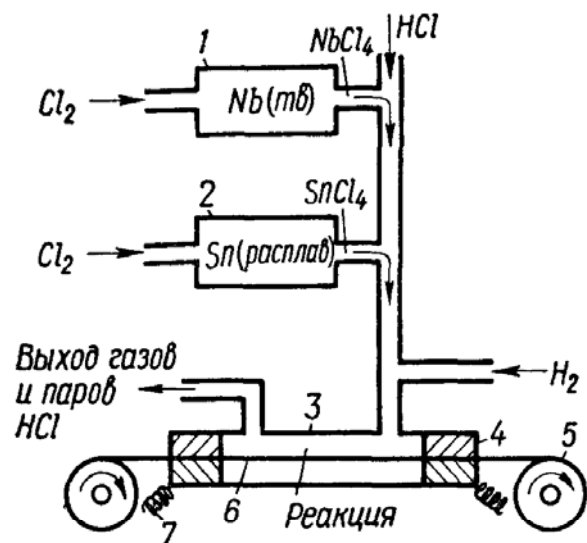 HCl
NbCl₄
1
Cl₂
Nb(тв)
SnCl₄
2
Cl₂
Sn(расплав)
Выход газов
и паров
HCl
H₂
3
4
5
6
7
Реакция